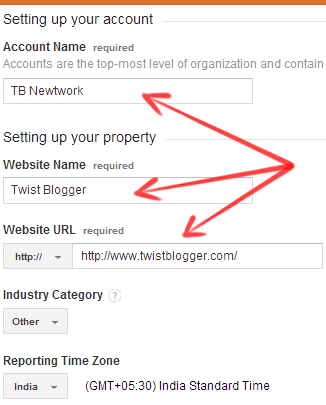 Setting up your account
Account Name required
Accounts are the top-most level of organization and contain
TB Newtwork
Setting up your property
Website Name required
Twist Blogger
Website URL required
http:// http://www.twistblogger.com/
Industry Category ?
Other
Reporting Time Zone
India (GMT+05:30) India Standard Time